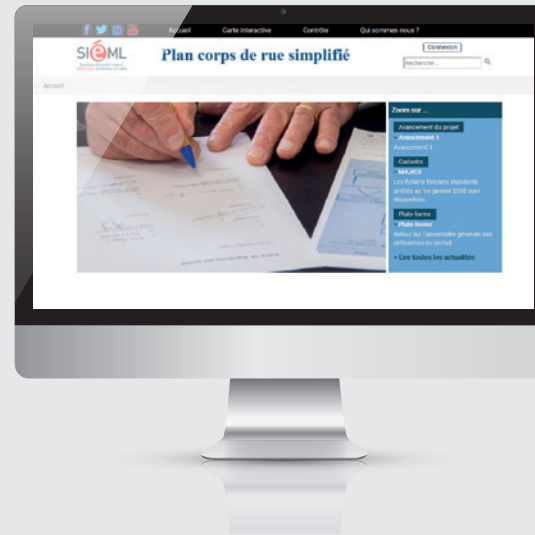 Accueil Carte interactive Contrôle Qui sommes nous ?
SIéML
Plan corps de rue simplifié
Connexion
Recherche...
Accueil
Zoom sur ...
Avancement du projet
Avancement 1
Avancement 1
Cadastre
MAJIC3
Les fichiers fonciers standards
arrêtés au 1er janvier 2018 sont
disponibles.
Plate-forme
Plate-forme
Retour sur l'assemblée générale des
utilisateurs du portail
> Lire toutes les actualités